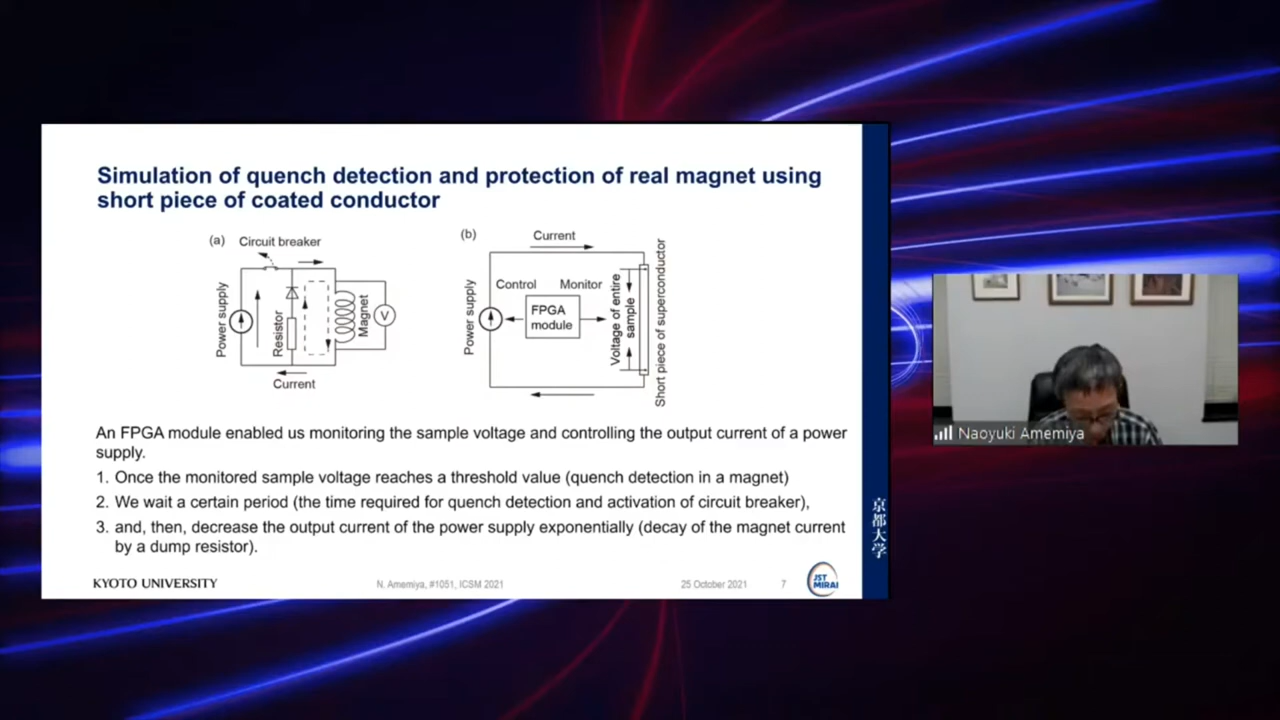 Simulation of quench detection and protection of real magnet using
short piece of coated conductor
(a)
Circuit breaker
Power supply
Resistor
Magnet
V
Current
(b)
Current
Power supply
Control
Monitor
FPGA
module
Voltage of entire
sample
Short piece of superconductor
An FPGA module enabled us monitoring the sample voltage and controlling the output current of a power
supply.
1. Once the monitored sample voltage reaches a threshold value (quench detection in a magnet)
2. We wait a certain period (the time required for quench detection and activation of circuit breaker),
3. and, then, decrease the output current of the power supply exponentially (decay of the magnet current
by a dump resistor).
KYOTO UNIVERSITY
N. Amemiya, #1051, ICSM 2021
25 October 2021
7
JST
MIRAI
京都大学
Naoyuki Amemiya